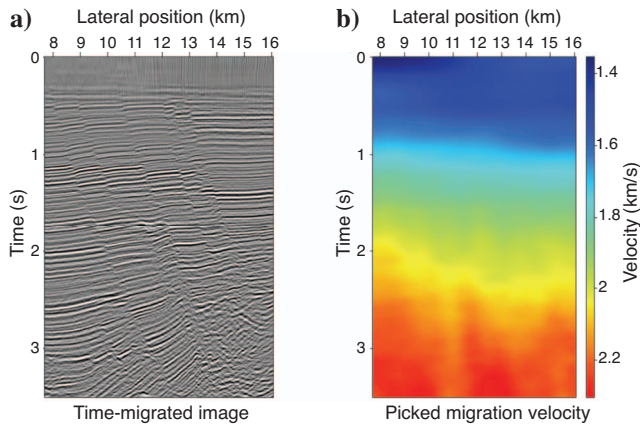 a)
Lateral position (km)
8 9 10 11 12 13 14 15 16
0
1
2
3
Time (s)
Time-migrated image
b)
Lateral position (km)
8 9 10 11 12 13 14 15 16
0
1
2
3
Time (s)
1.4
1.6
1.8
2
2.2
Velocity (km/s)
Picked migration velocity